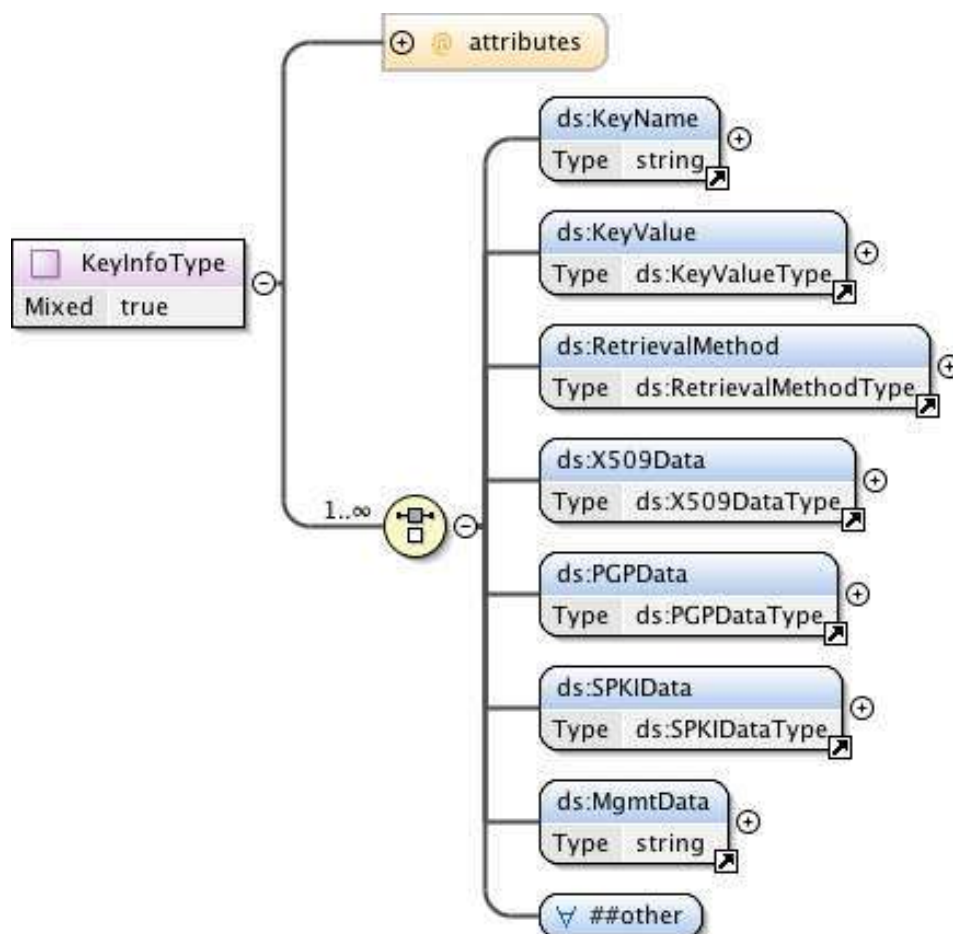 @ attributes
ds:KeyName
Type string
ds:KeyValue
Type ds:KeyValueType
KeyInfoType
Mixed true
ds:RetrievalMethod
Type ds:RetrievalMethodType
ds:X509Data
Type ds:X509DataType
1..∞
ds:PGPData
Type ds:PGPDataType
ds:SPKIData
Type ds:SPKIDataType
ds:MgmtData
Type string
∀ ##other